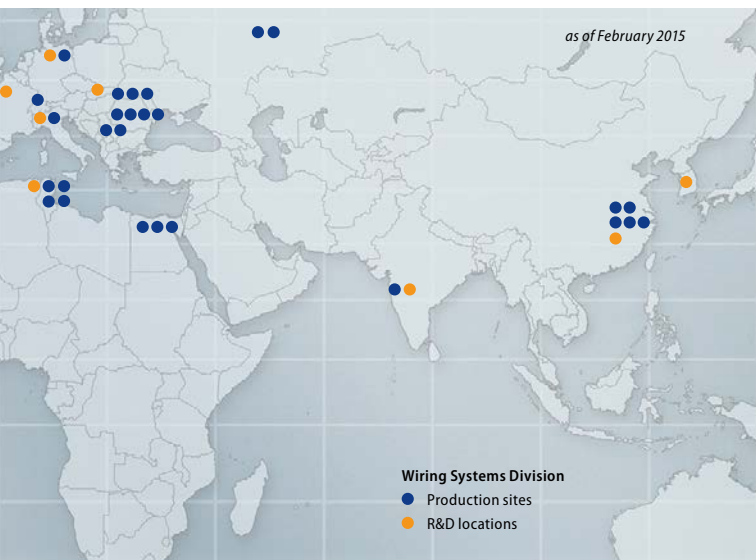 as of February 2015
Wiring Systems Division
Production sites
R&D locations